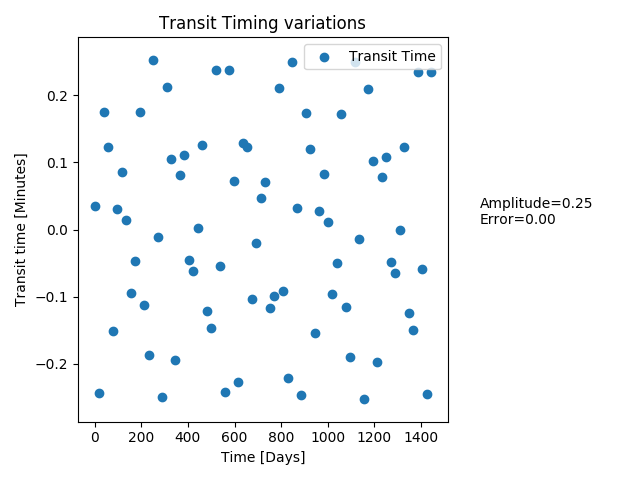 Transit Timing variations
Transit Time
0.2
0.1
0.0
−0.1
−0.2
Transit time [Minutes]
Amplitude=0.25
Error=0.00
0 200 400 600 800 1000 1200 1400
Time [Days]